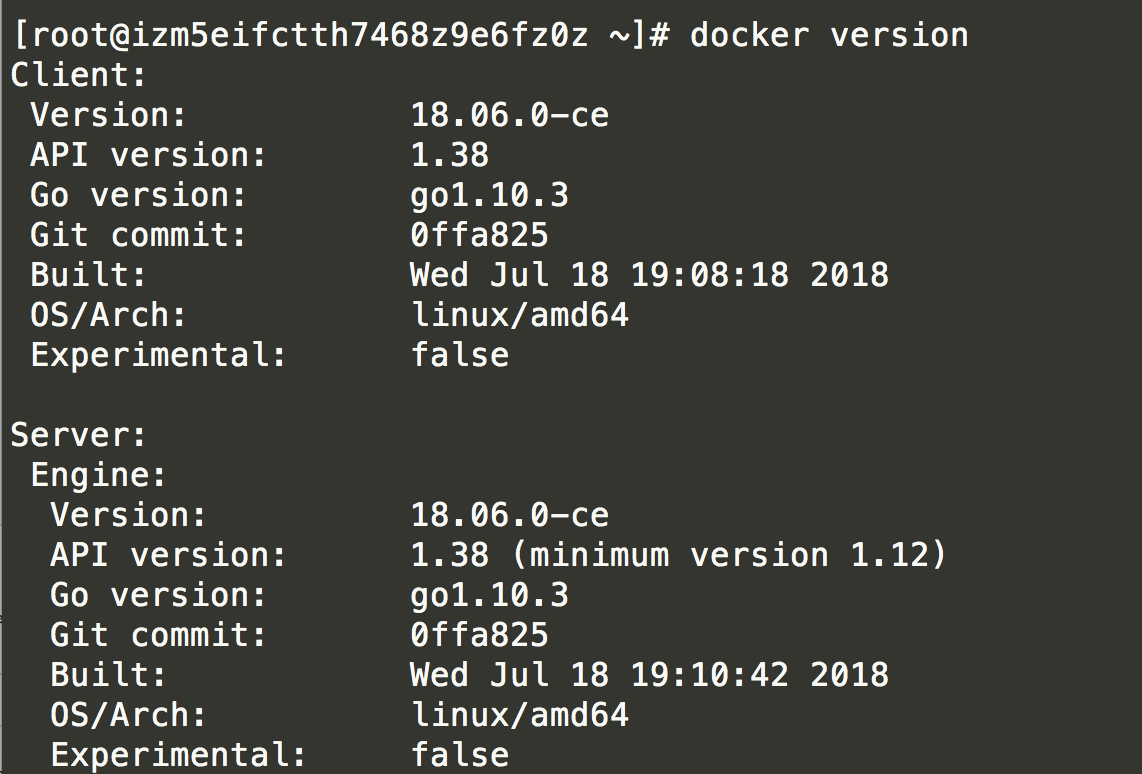 [root@izm5eifctth7468z9e6fz0z ~]# docker version
Client:
 Version:           18.06.0-ce
 API version:       1.38
 Go version:        go1.10.3
 Git commit:        0ffa825
 Built:             Wed Jul 18 19:08:18 2018
 OS/Arch:           linux/amd64
 Experimental:      false

Server:
 Engine:
  Version:          18.06.0-ce
  API version:      1.38 (minimum version 1.12)
  Go version:       go1.10.3
  Git commit:       0ffa825
  Built:            Wed Jul 18 19:10:42 2018
  OS/Arch:          linux/amd64
  Experimental:     false